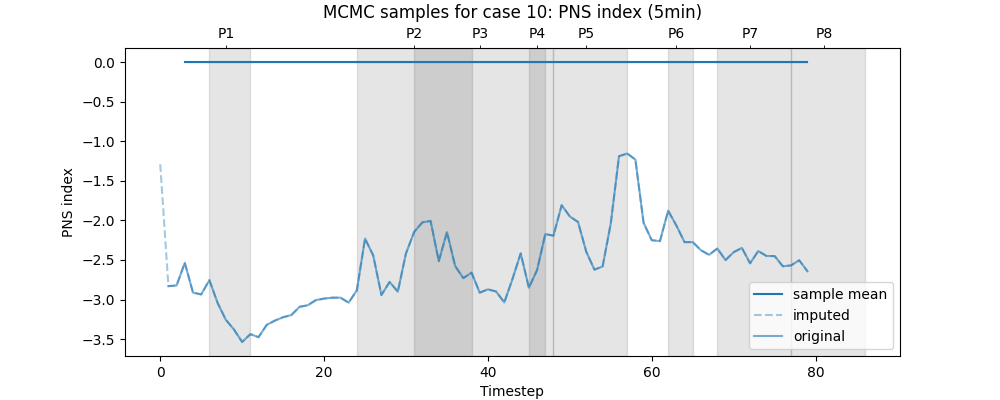 MCMC samples for case 10: PNS index (5min)
P1 P2 P3 P4 P5 P6 P7 P8
0.0
−0.5
−1.0
−1.5
−2.0
−2.5
−3.0
−3.5
PNS index
sample mean
imputed
original
0 20 40 60 80
Timestep